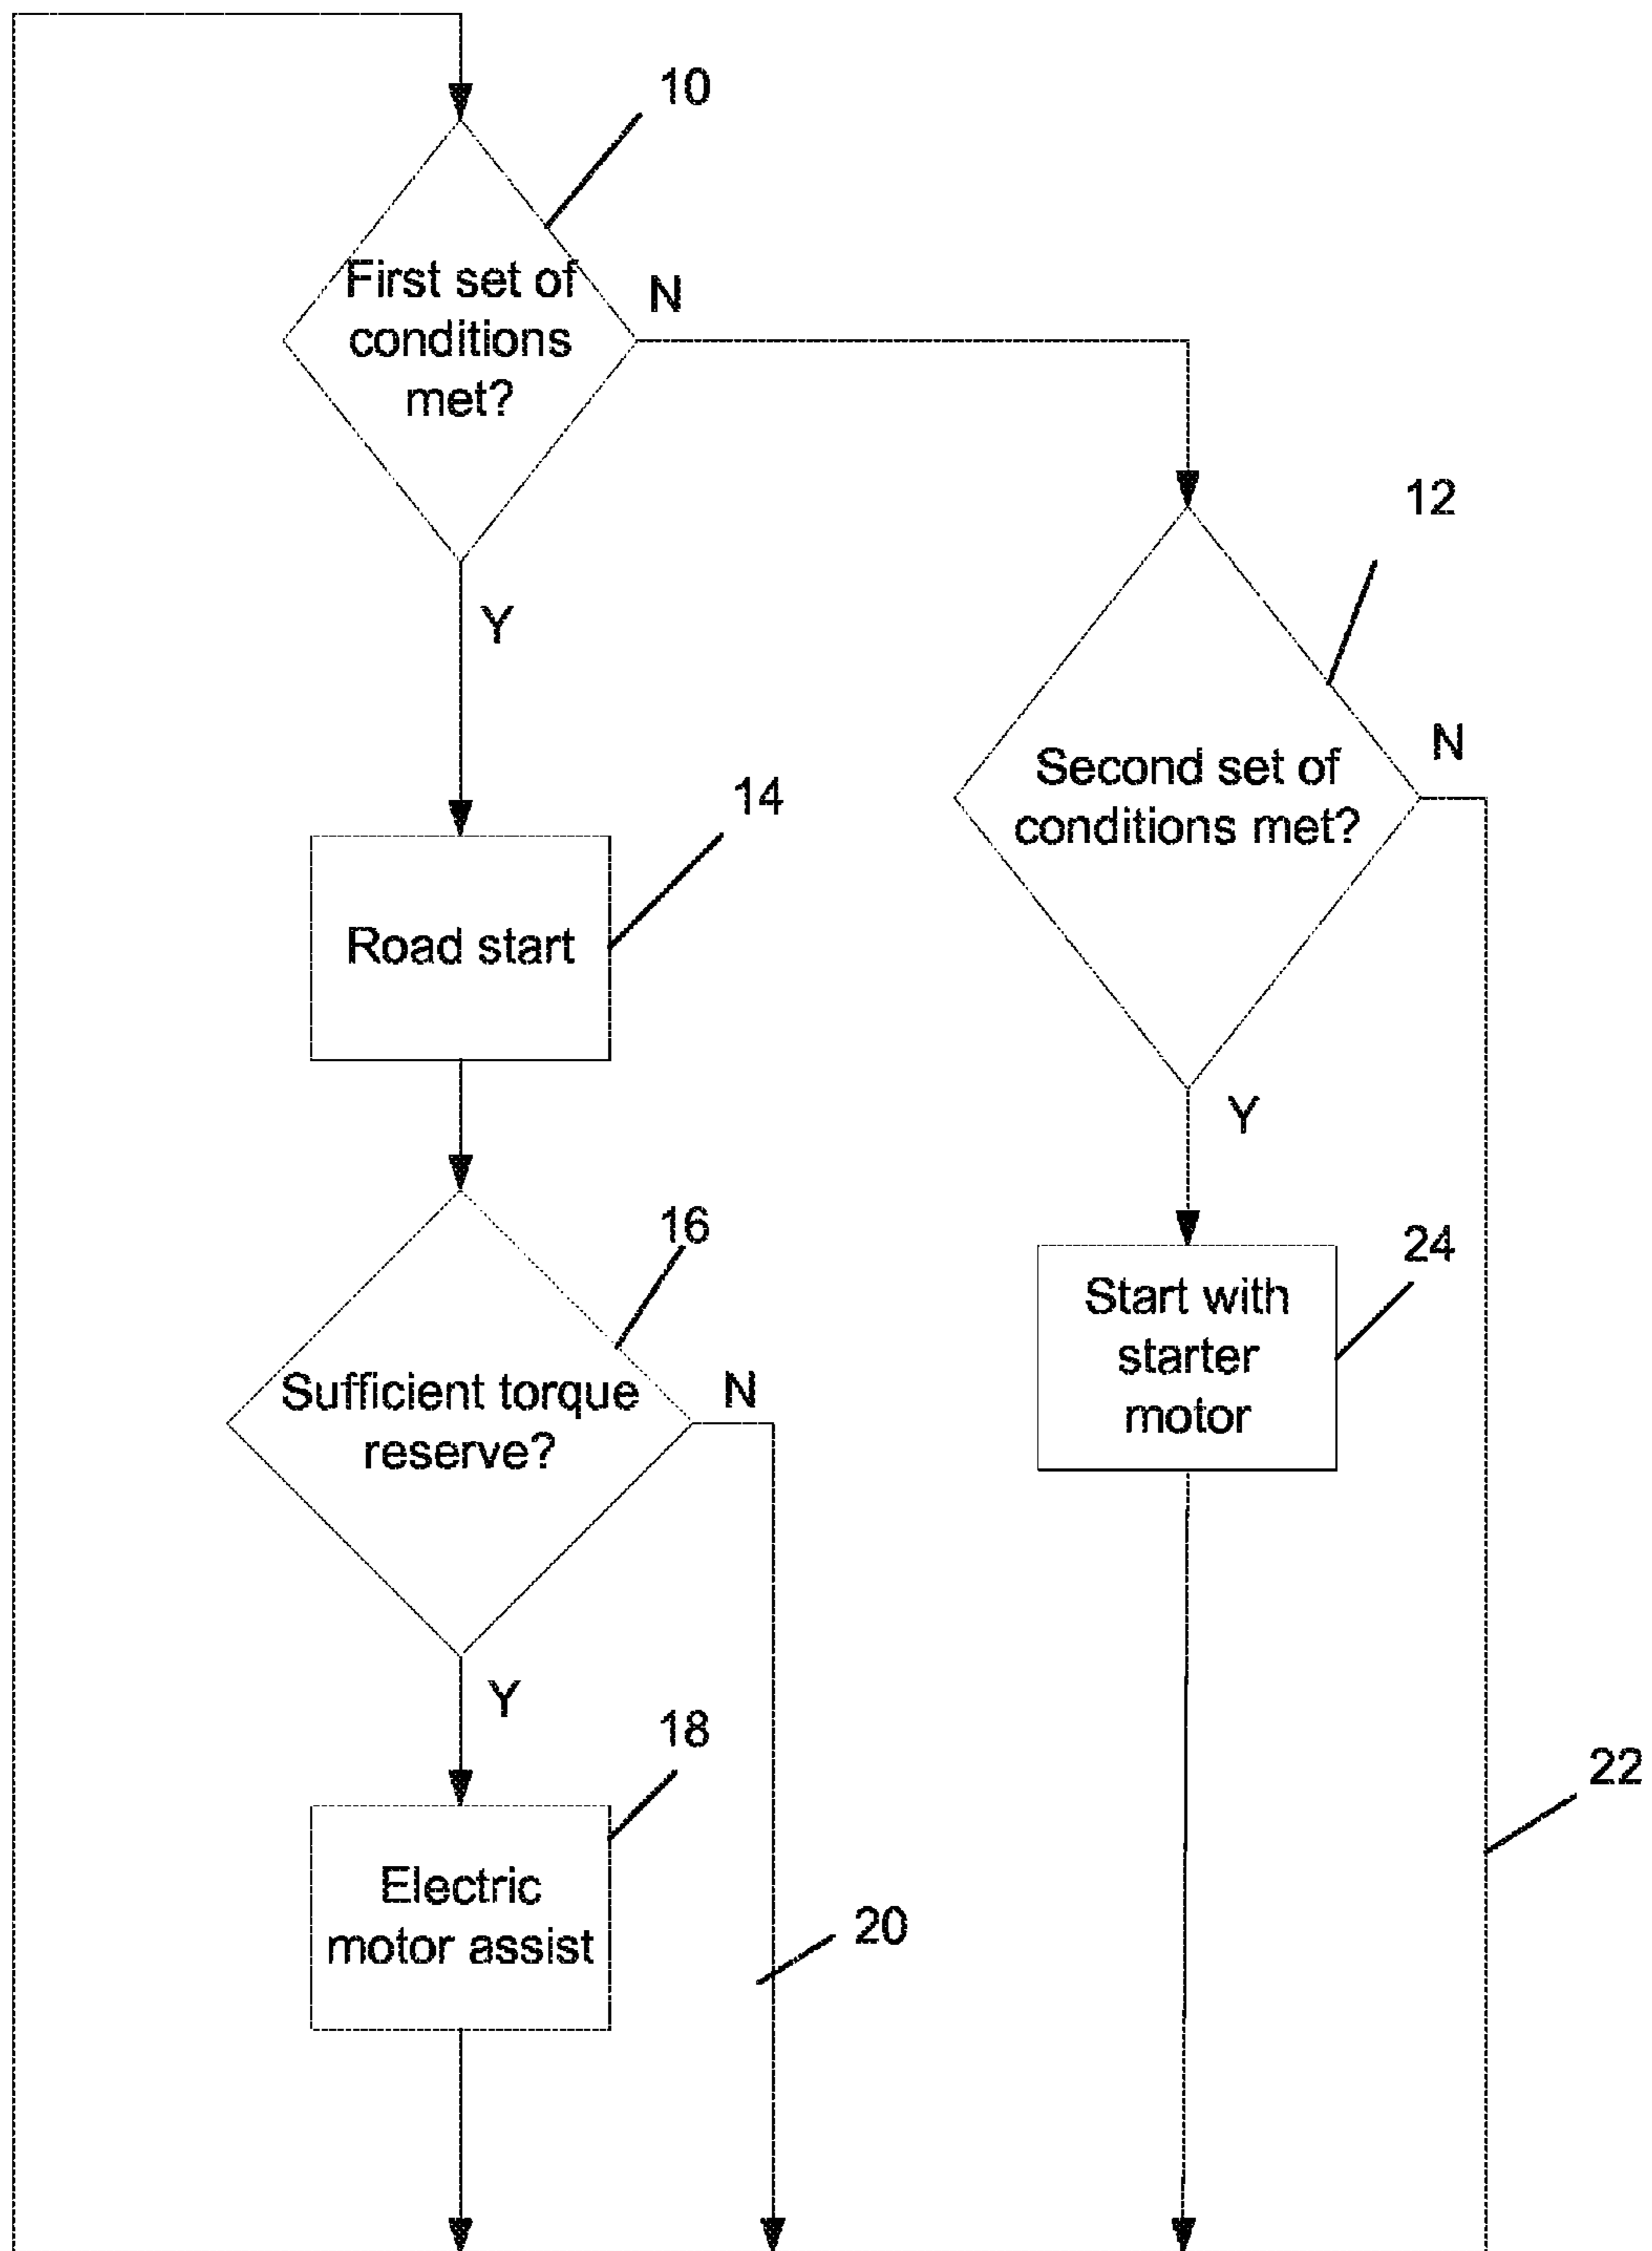 10
First set of
conditions
met?
N
12
Y
Second set of
conditions met?
N
14
Road start
Y
16
24
Start with
starter
motor
Sufficient torque
reserve?
N
Y
18
22
Electric
motor assist
20